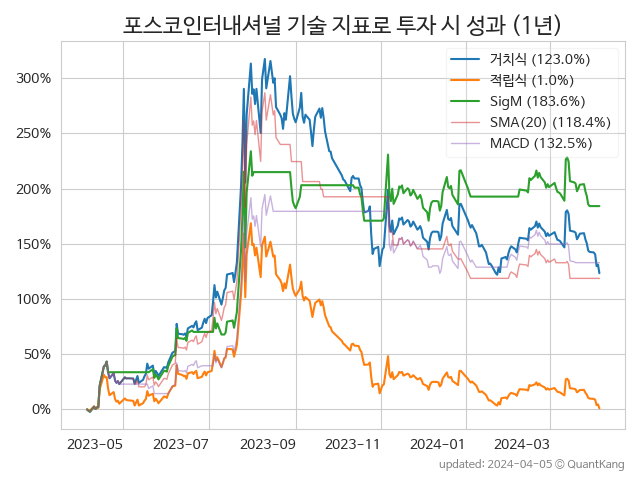 포스코인터내셔널 기술 지표로 투자 시 성과 (1년)
거치식 (123.0%)
적립식 (1.0%)
SigM (183.6%)
SMA(20) (118.4%)
MACD (132.5%)
300%
250%
200%
150%
100%
50%
0%
2023-05 2023-07 2023-09 2023-11 2024-01 2024-03
updated: 2024-04-05 © QuantKang